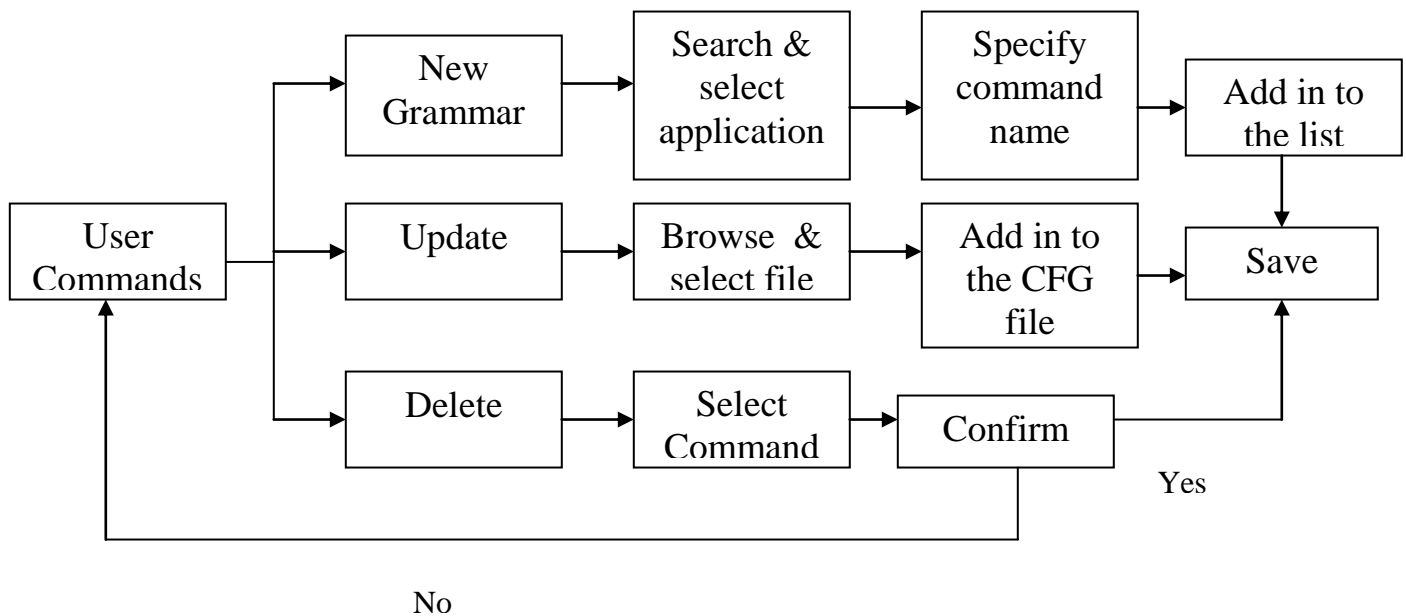 New
Grammar
Search &
select
application
Specify
command
name
Add in to
the list
User
Commands
Update
Browse &
select file
Add in to
the CFG
file
Save
Delete
Select
Command
Confirm
Yes
No